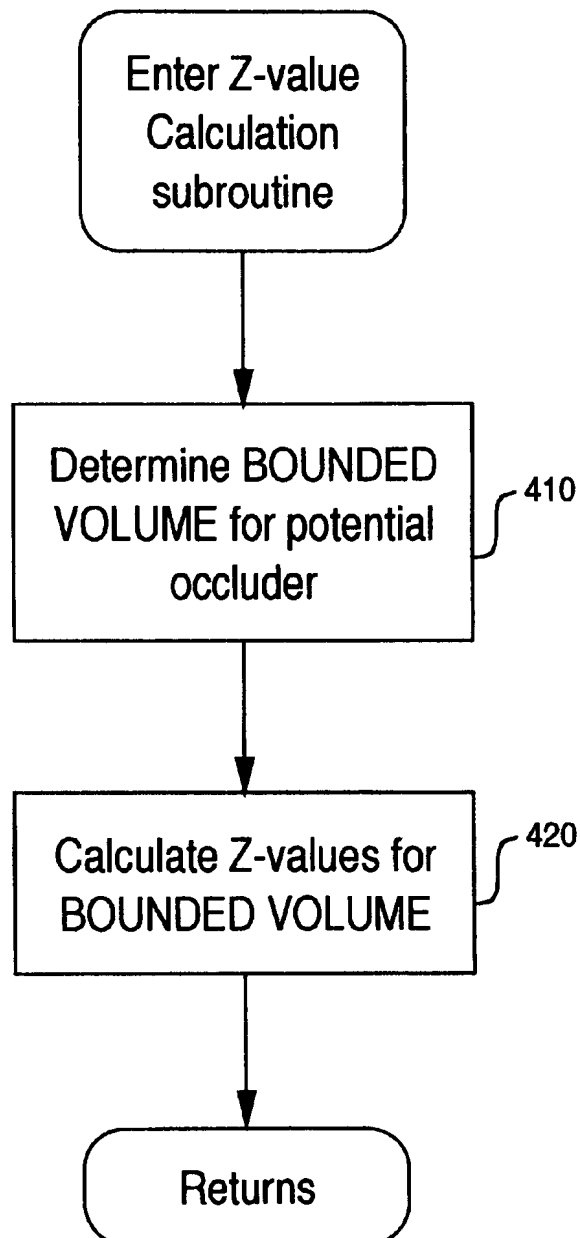 Enter Z-value
Calculation
subroutine
Determine BOUNDED
VOLUME for potential
occluder
410
Calculate Z-values for
BOUNDED VOLUME
420
Returns